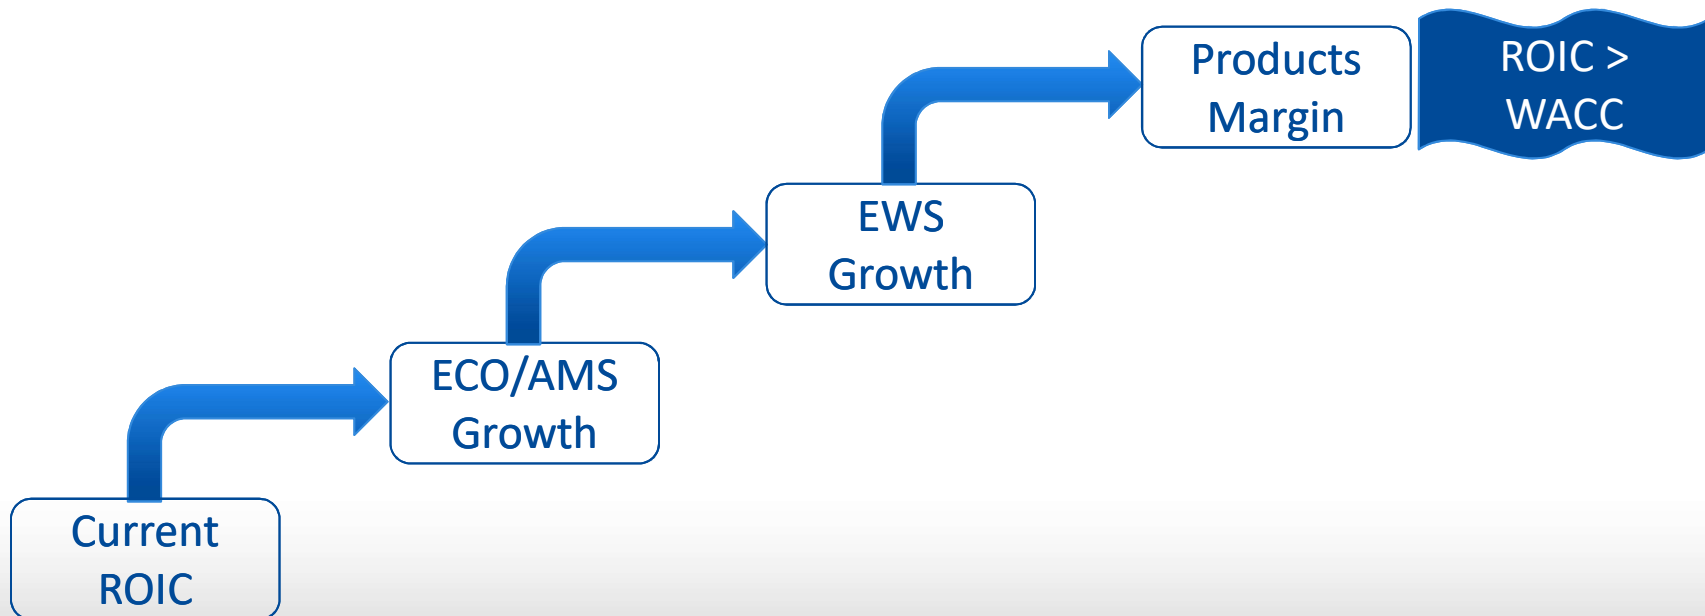 Products
Margin
ROIC >
WACC
EWS
Growth
ECO/AMS
Growth
Current
ROIC